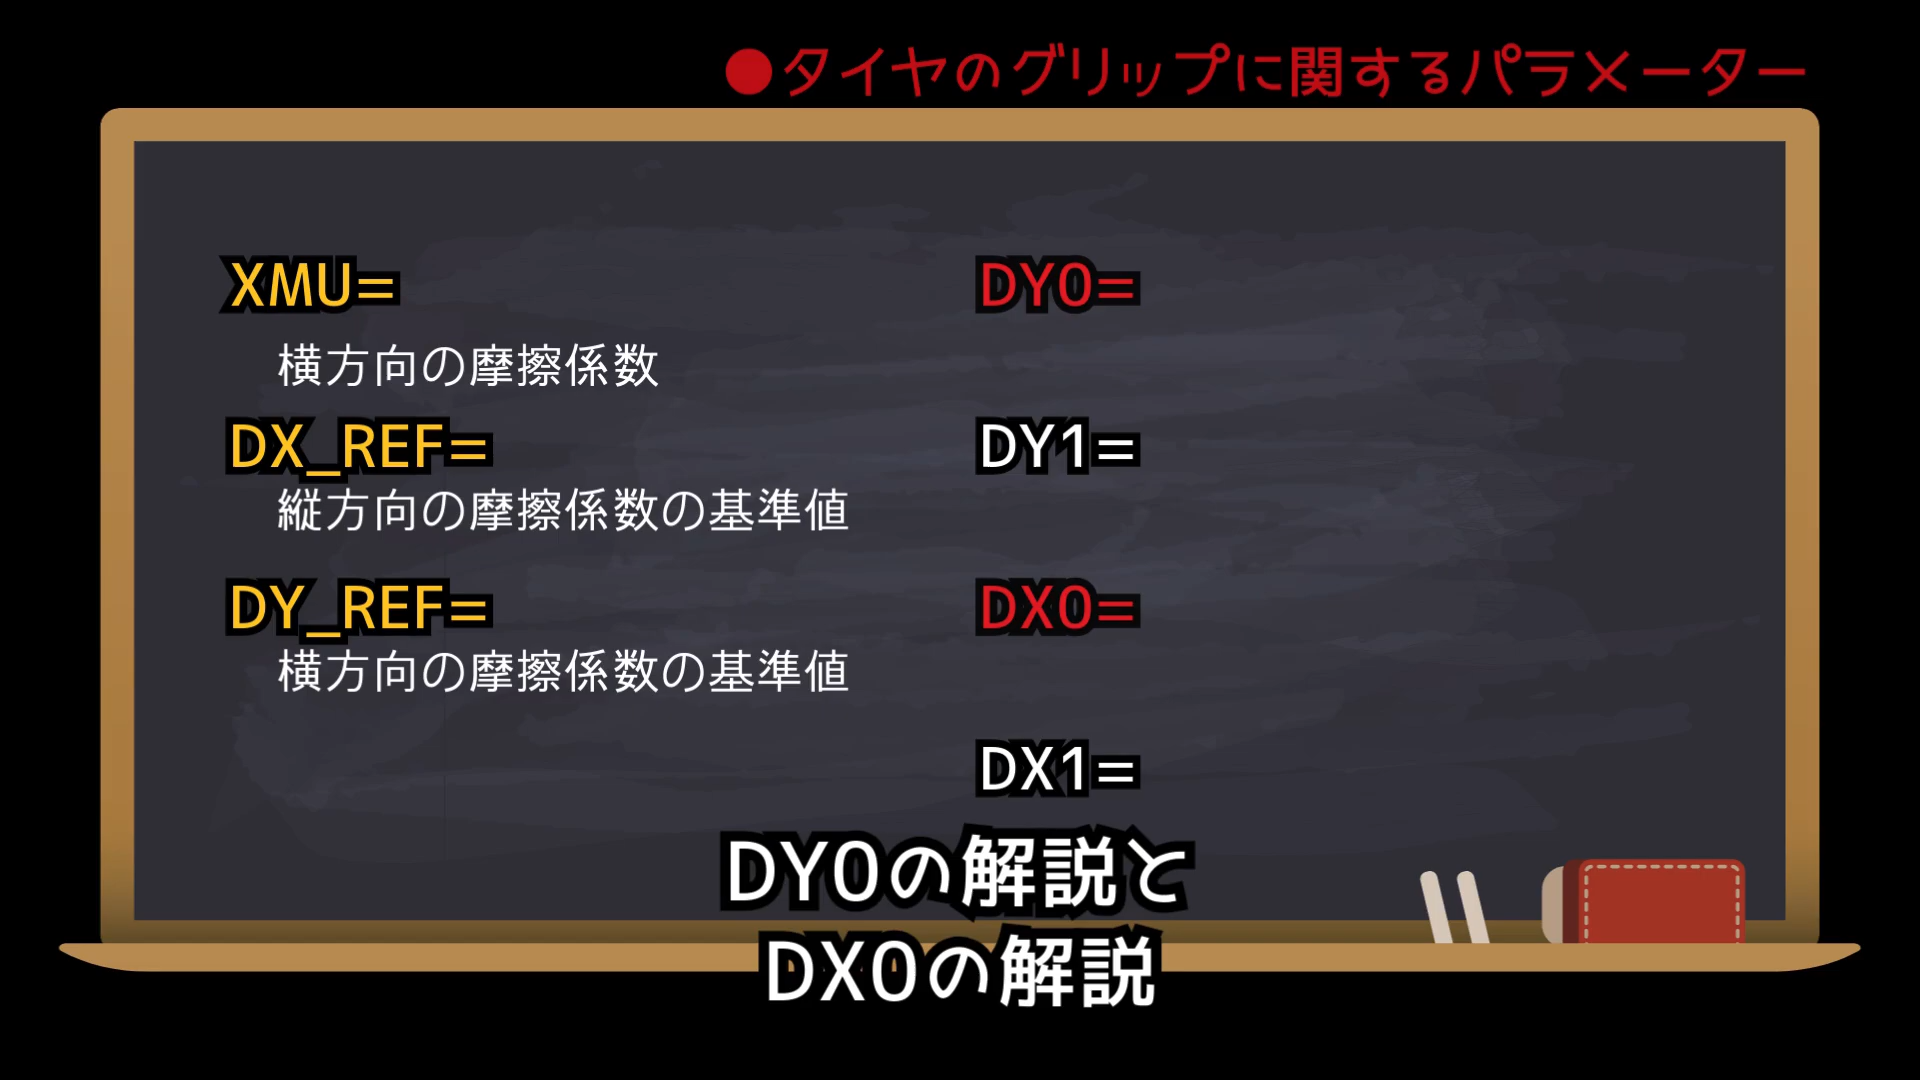 ●タイヤのグリップに関するパラメーター
XMU=
横方向の摩擦係数
DX_REF=
縦方向の摩擦係数の基準値
DY_REF=
横方向の摩擦係数の基準値
DY0=
DY1=
DX0=
DX1=
DY0の解説と
DX0の解説